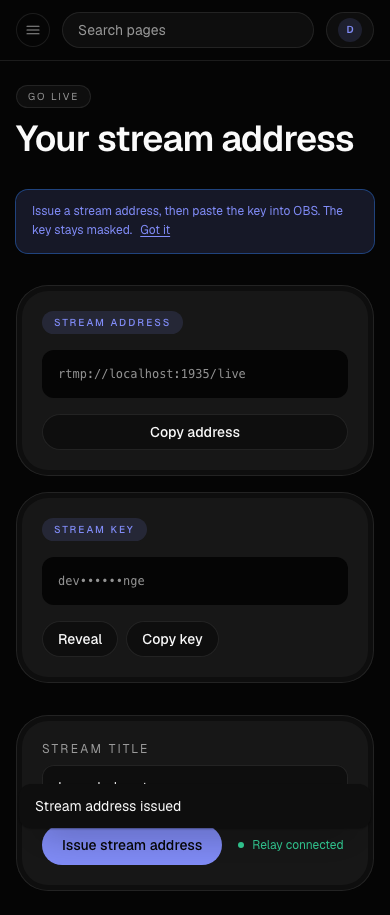 Search pages
D
GO LIVE
Your stream address
Issue a stream address, then paste the key into OBS. The
key stays masked. Got it
STREAM ADDRESS
rtmp://localhost:1935/live
Copy address
STREAM KEY
dev••••••nge
Reveal
Copy key
STREAM TITLE
Stream address issued
Issue stream address
Relay connected